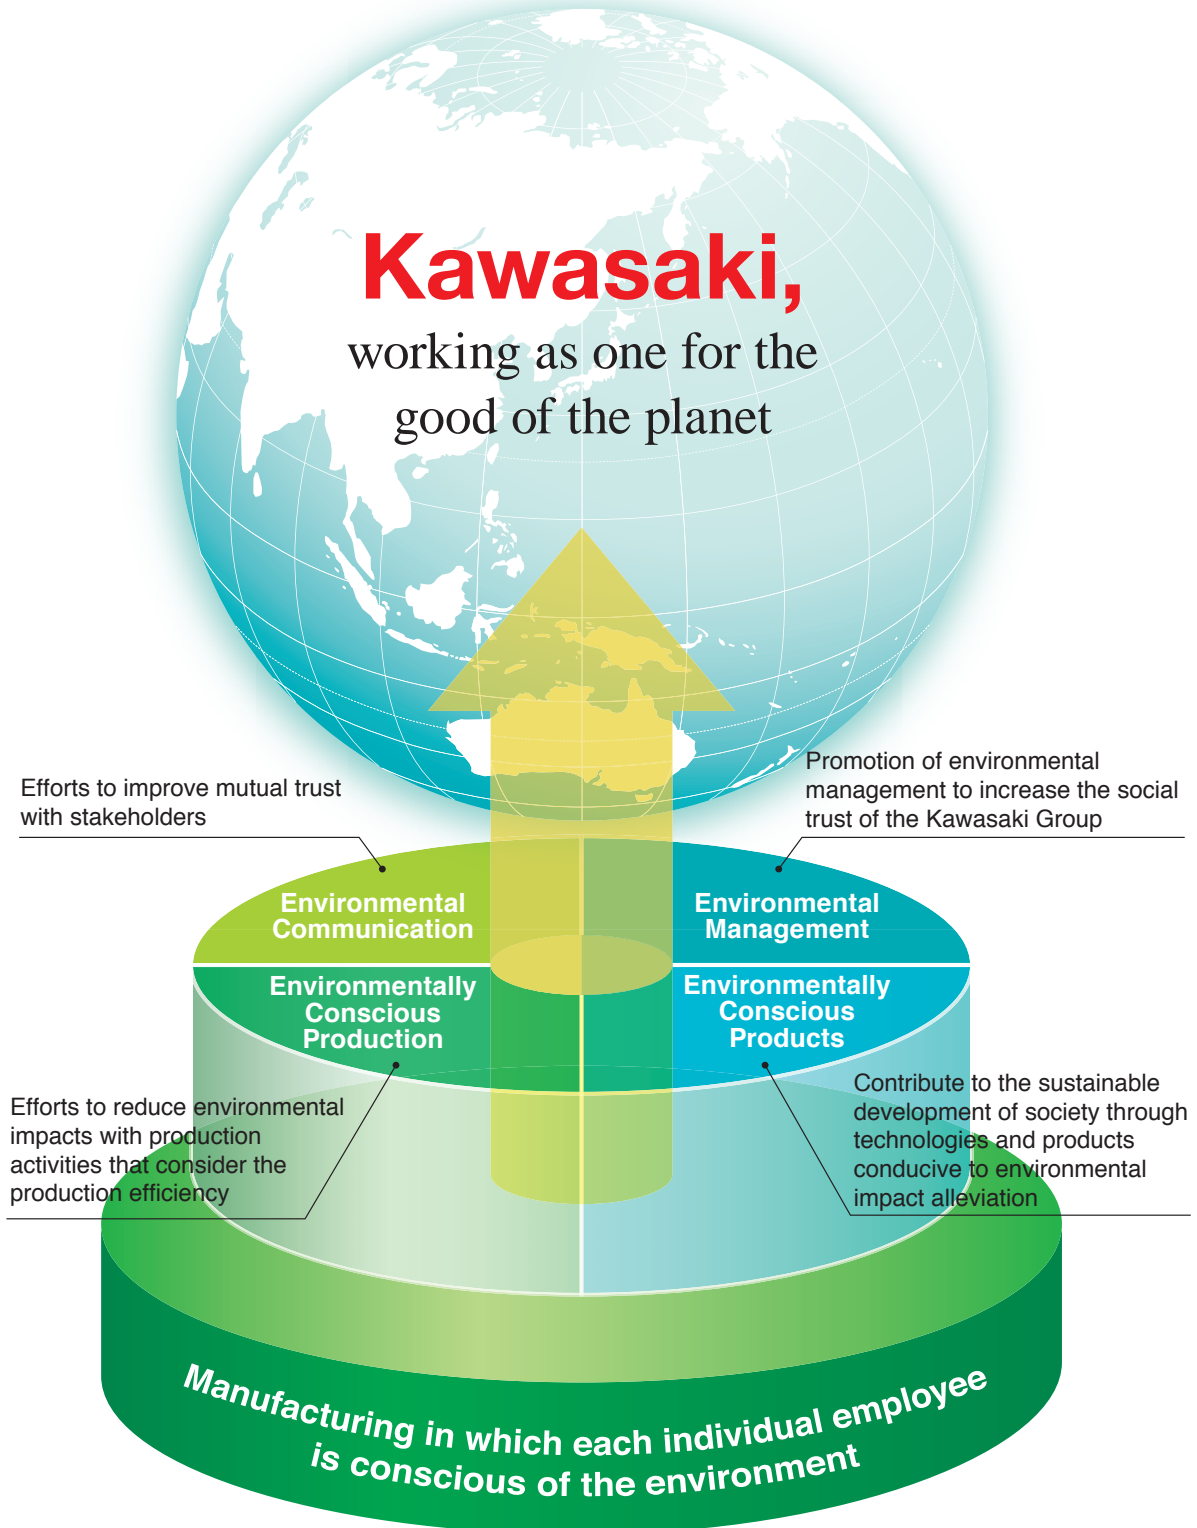 Kawasaki,
working as one for the
good of the planet
Efforts to improve mutual trust
with stakeholders
Promotion of environmental
management to increase the social
trust of the Kawasaki Group
Environmental
Communication
Environmental
Management
Environmentally
Conscious
Production
Environmentally
Conscious
Products
Efforts to reduce environmental
impacts with production
activities that consider the
production efficiency
Contribute to the sustainable
development of society through
technologies and products
conducive to environmental
impact alleviation
Manufacturing in which each individual employee
is conscious of the environment